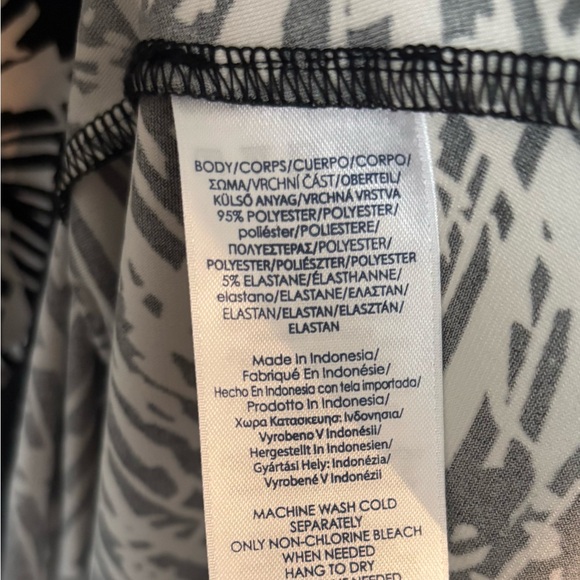 BODY/CORPS/CUERPO/CORPO/
ΣΩΜΑ/VRCHNÍ ČÁST/OBERTEIL/
KÜLSŐ ANYAG/VRCHNÁ VRSTVA
95% POLYESTER/POLYESTER/
poliéster/POLIESTERE/
ΠΟΛΥΕΣΤΕΡΑΣ/POLYESTER/
POLYESTER/POLIÉSZTER/POLYESTER
5% ELASTANE/ÉLASTHANNE/
elastano/ELASTANE/ΕΛΑΣΤΑΝ/
ELASTAN/ELASTAN/ELASZTÁN/
ELASTAN
Made In Indonesia/
Fabriqué En Indonésie/
Hecho En Indonesia con tela importada/
Prodotto In Indonesia/
Χωρα Κατασκευης: Ινδονησια/
Vyrobeno V Indonésii/
Hergestellt In Indonesien/
Gyártási Hely: Indonézia/
Vyrobené V Indonézii
MACHINE WASH COLD
SEPARATELY
ONLY NON-CHLORINE BLEACH
WHEN NEEDED
HANG TO DRY
NEEDED